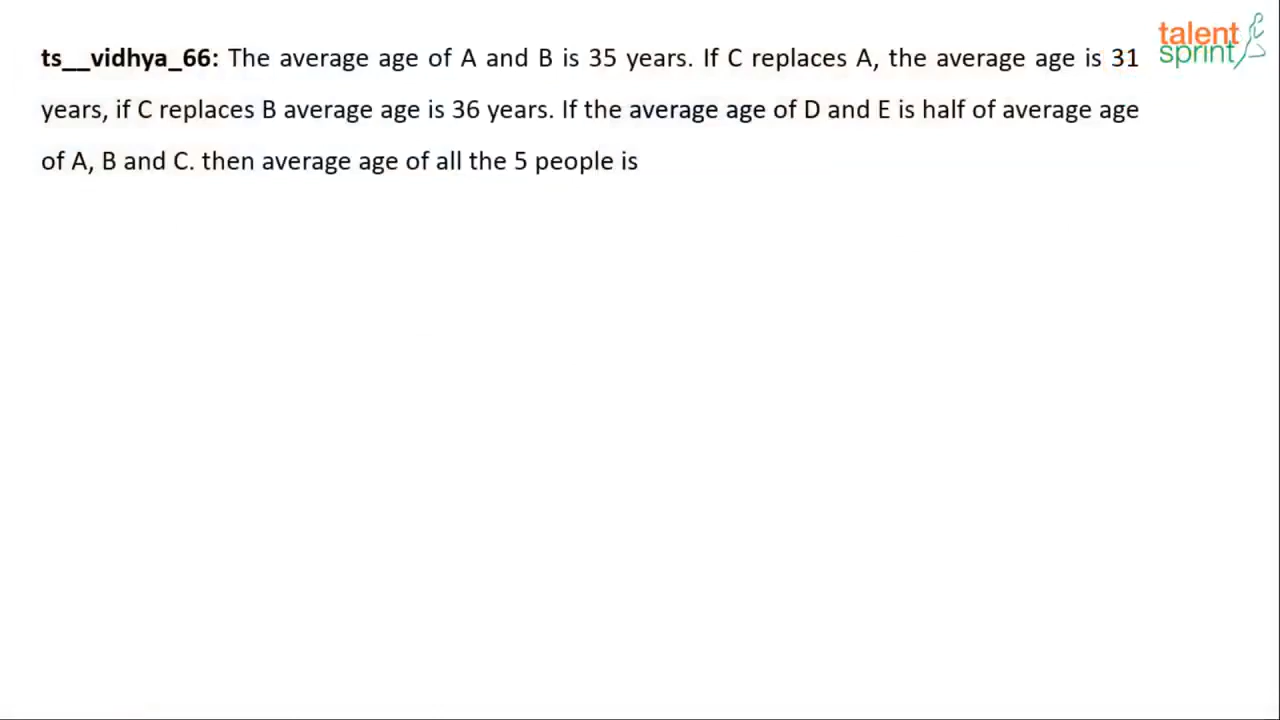 talent
sprint
ts__vidhya_66: The average age of A and B is 35 years. If C replaces A, the average age is 31
years, if C replaces B average age is 36 years. If the average age of D and E is half of average age
of A, B and C. then average age of all the 5 people is